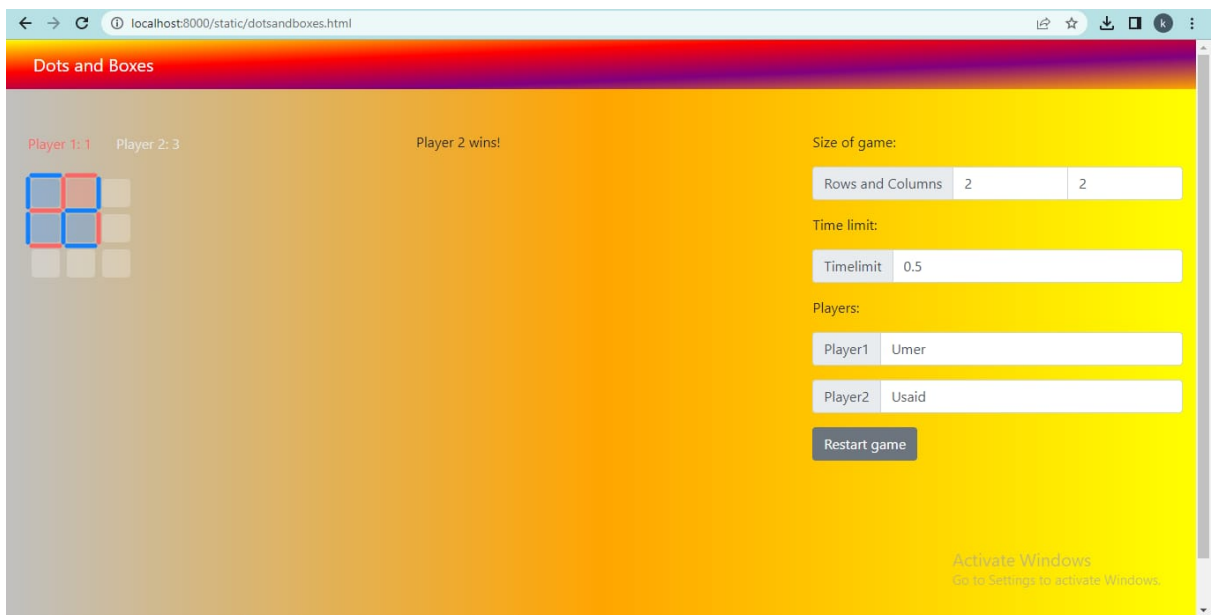 localhost:8000/static/dotsandboxes.html
k
Dots and Boxes
Player 1: 1 Player 2: 3
Player 2 wins!
Size of game:
Rows and Columns 2 2
Time limit:
Timelimit 0.5
Players:
Player1 Umer
Player2 Usaid
Restart game
Activate Windows
Go to Settings to activate Windows.